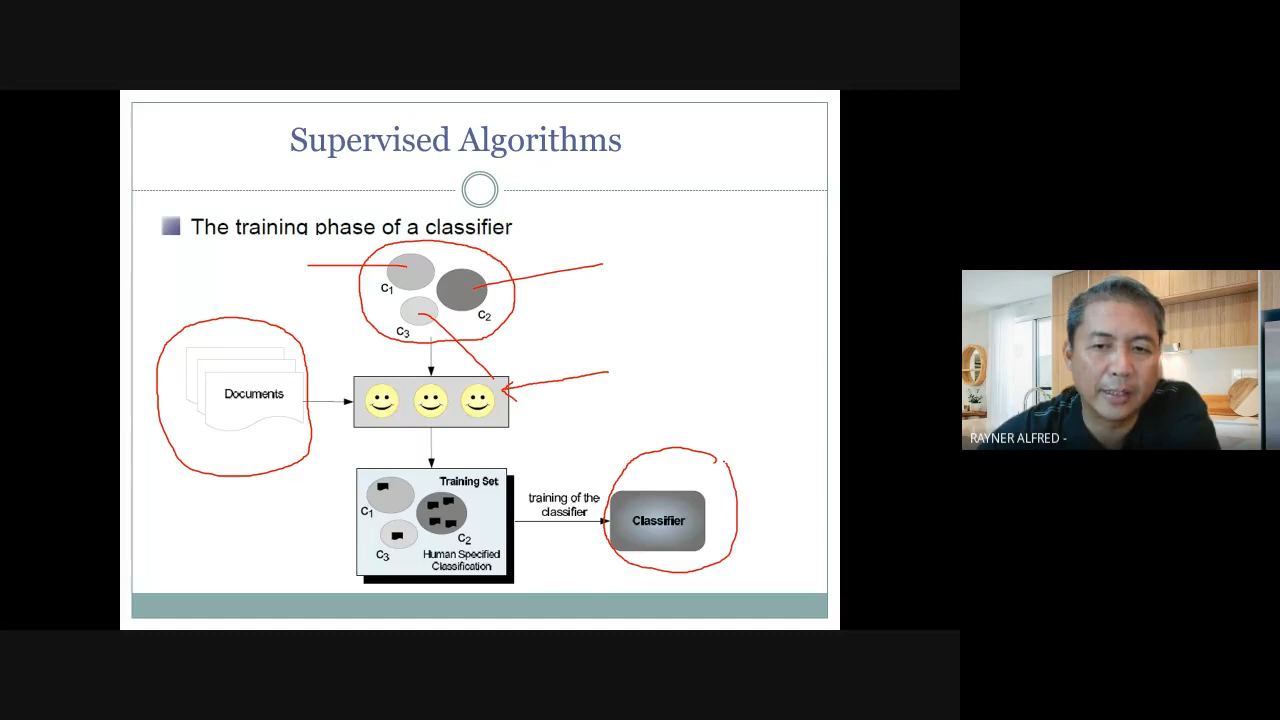 Supervised Algorithms
The training phase of a classifier
C1
C2
C3
Documents
Training Set
C1
C2
C3
Human Specified
Classification
training of the
classifier
Classifier
RAYNER ALFRED -